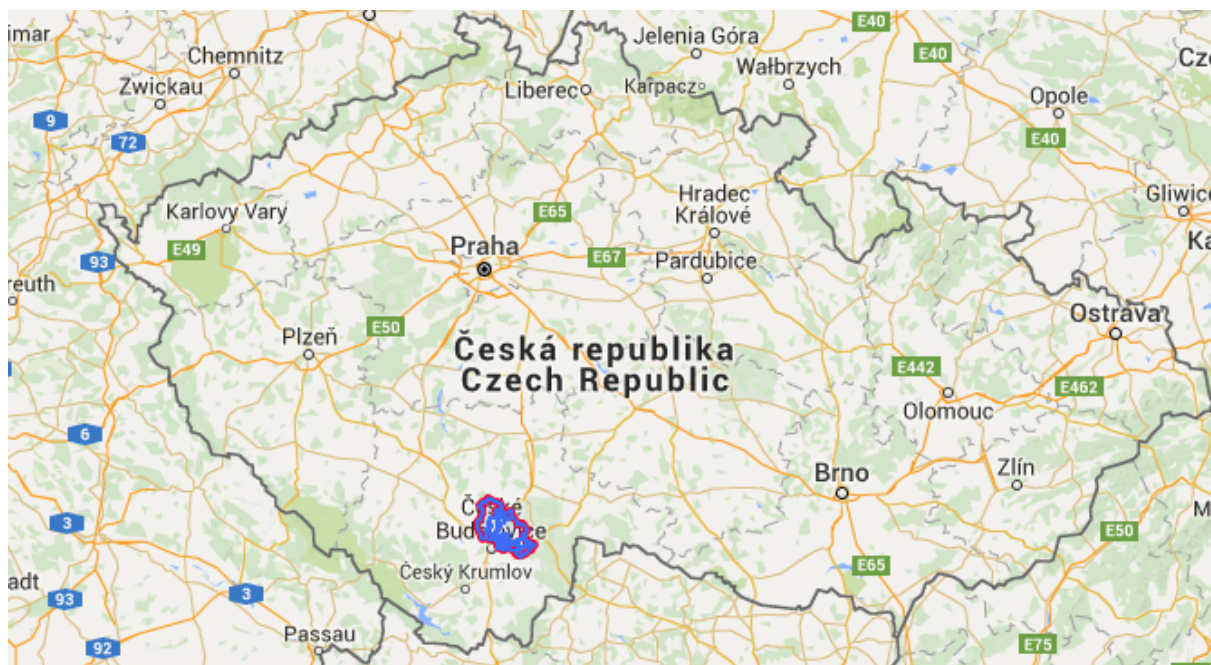 imar
Chemnitz
Zwickau
9
72
Liberec
Jelenia Góra
Karpacz
Wałbrzych
E40
E40
Opole
E40
Cze
Gliwice
Ka
Karlovy Vary
E49
93
reuth
Praha
E65
E67
Hradec
Králové
Pardubice
Plzeň
E50
Česká republika
Czech Republic
Ostrava
E442
E462
Olomouc
6
Brno
Zlín
3
České
Budějovice
Český Krumlov
E50
M
E65
adt
93
3
Passau
92
E75